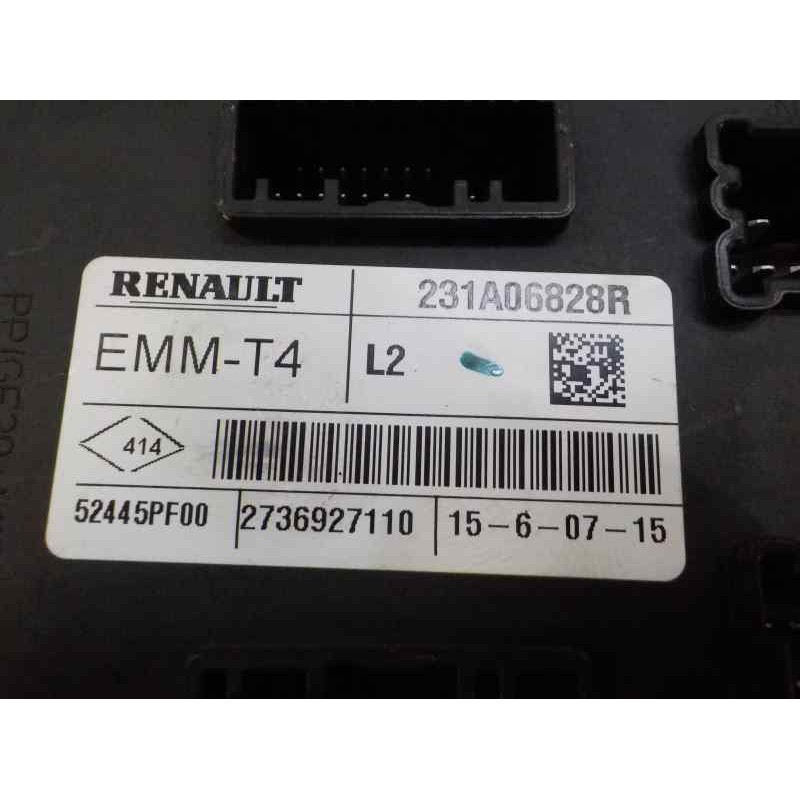 RENAULT 231A06828R
EMM-T4 L2
414
52445PF00 2736927110 15-6-07-15